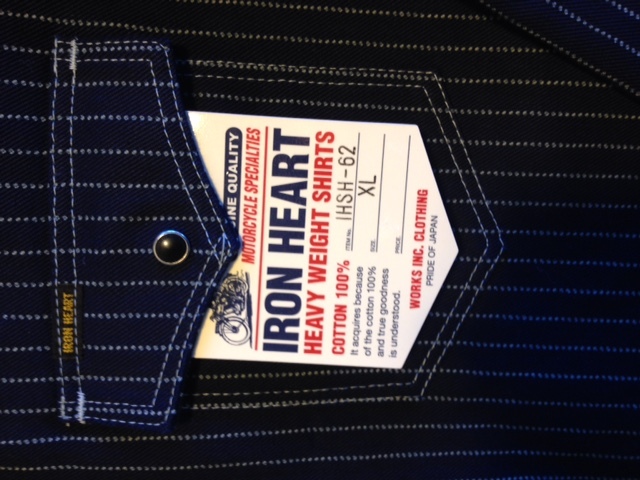 IRON HEART
INE QUALITY
MOTORCYCLE SPECIALTIES
IRON HEART
HEAVY WEIGHT SHIRTS
COTTON 100%
It acquires because
of the cotton 100%
and true goodness
is understood.
ITEM No. IHSH-62
SIZE XL
PRICE
WORKS INC. CLOTHING
PRIDE OF JAPAN